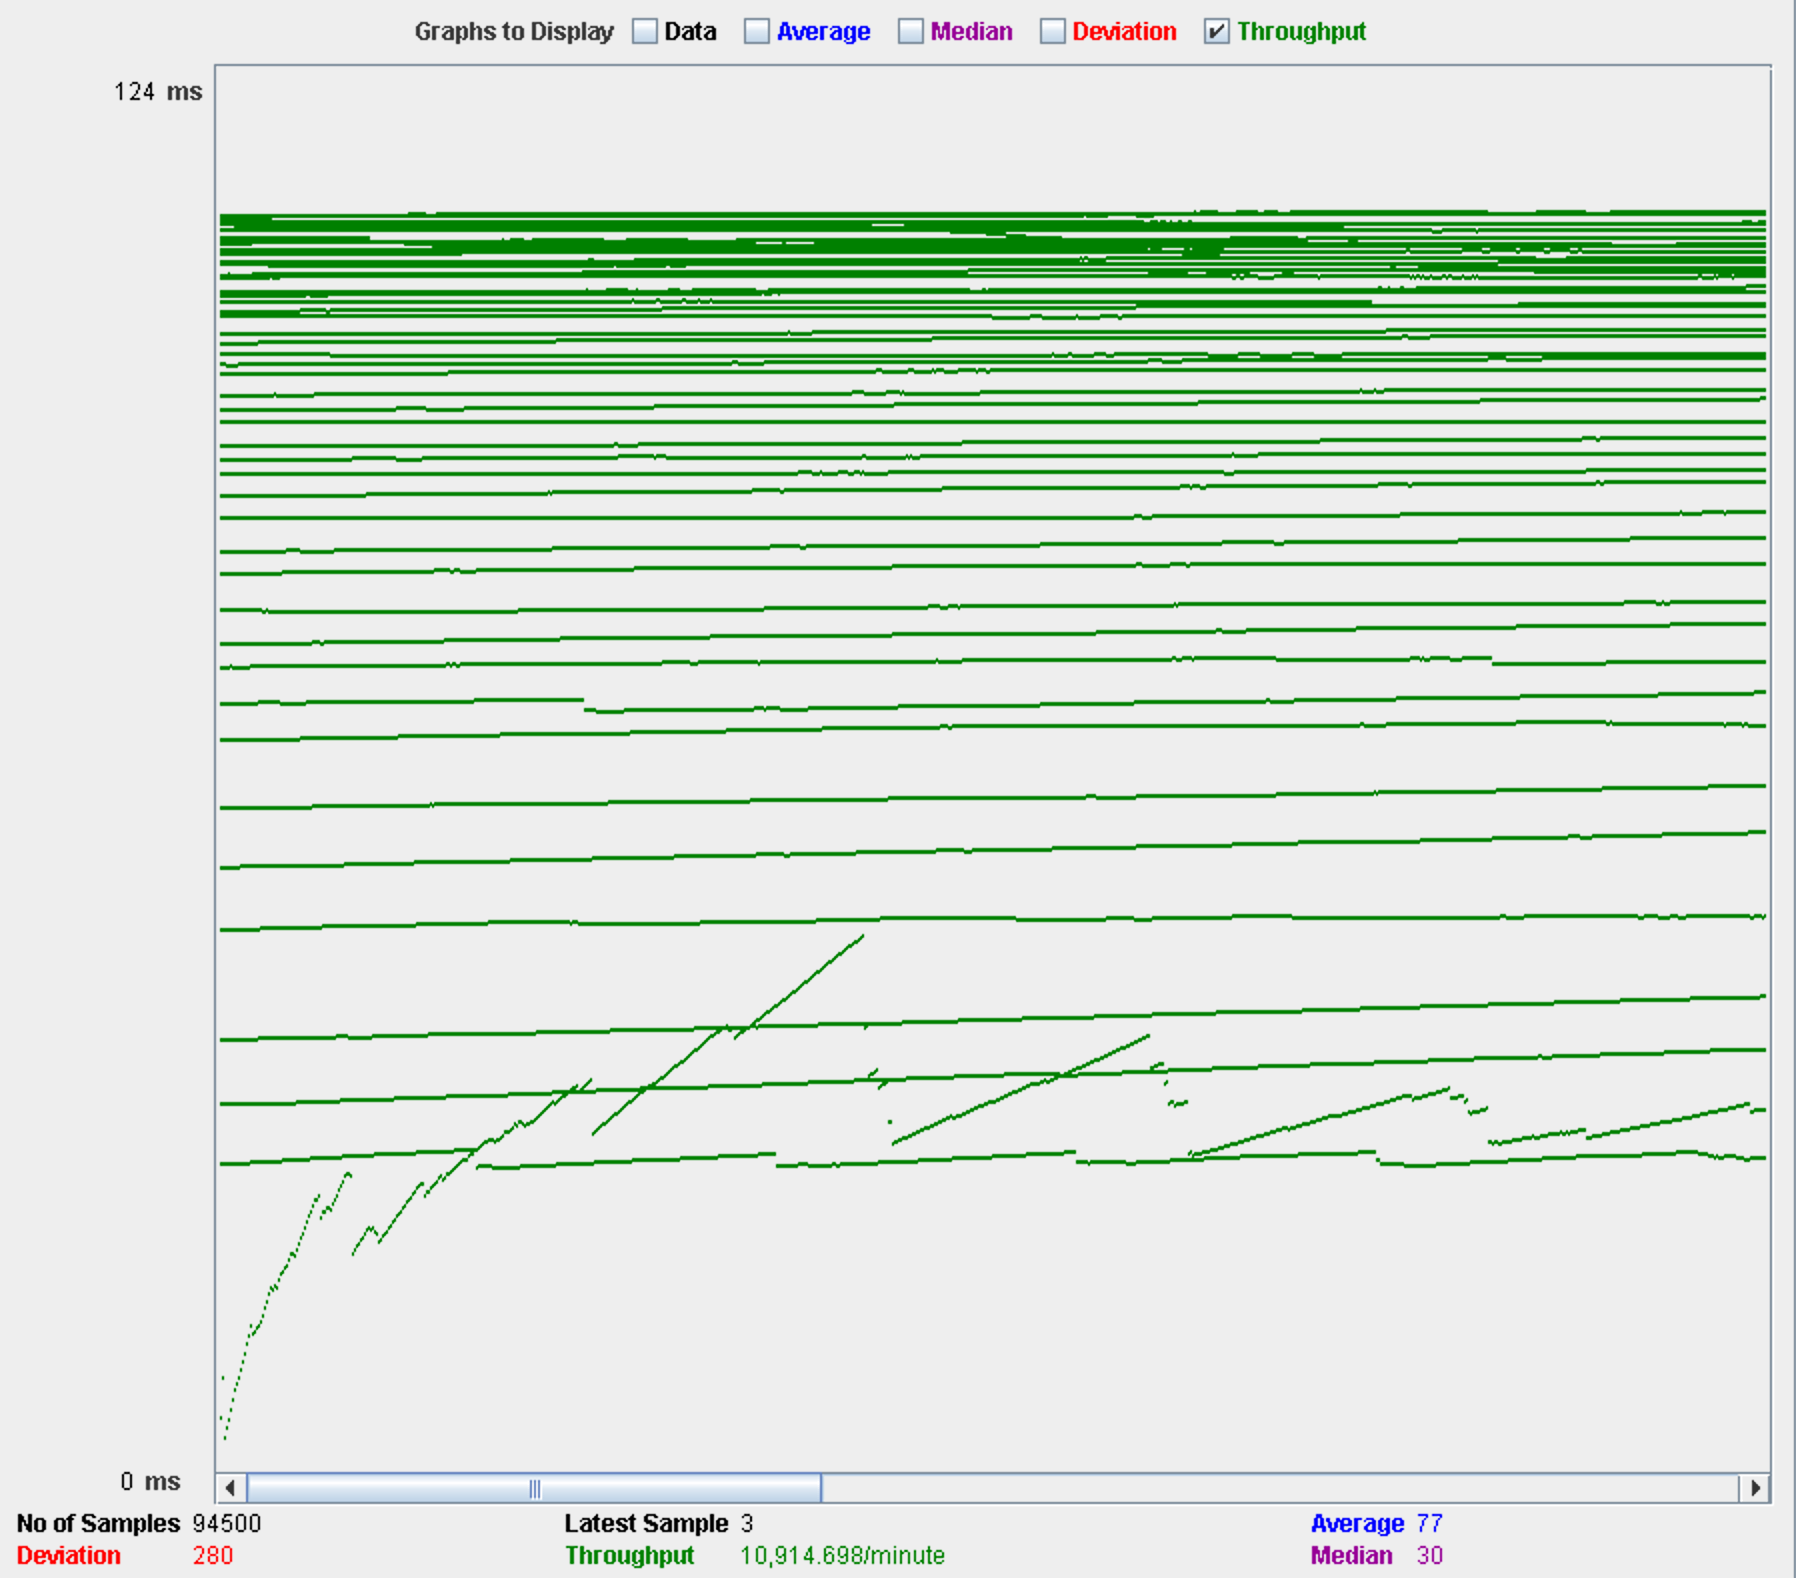 Graphs to Display Data Average Median Deviation Throughput
124 ms
0 ms
No of Samples 94500 Latest Sample 3 Average 77
Deviation 280 Throughput 10,914.698/minute Median 30